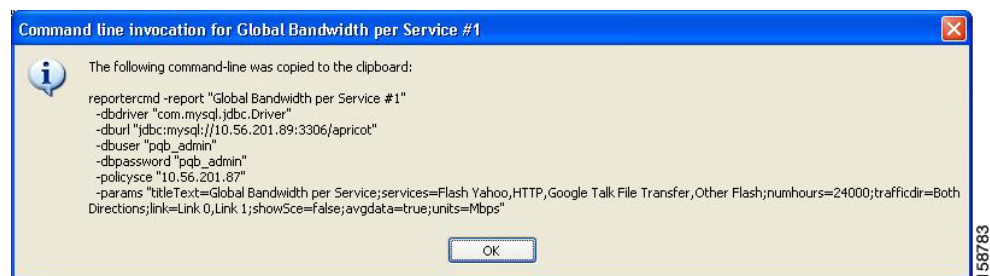 Command line invocation for Global Bandwidth per Service #1
The following command-line was copied to the clipboard:
reportercmd -report "Global Bandwidth per Service #1"
-dbdriver "com.mysql.jdbc.Driver"
-dburl "jdbc:mysql://10.56.201.89:3306/apricot"
-dbuser "pqb_admin"
-dbpassword "pqb_admin"
-policysce "10.56.201.87"
-params "titleText=Global Bandwidth per Service;services=Flash Yahoo,HTTP,Google Talk File Transfer,Other Flash;numhours=24000;trafficdir=Both
Directions;link=Link 0,Link 1;showSce=false;avgdata=true;units=Mbps"
OK
158783